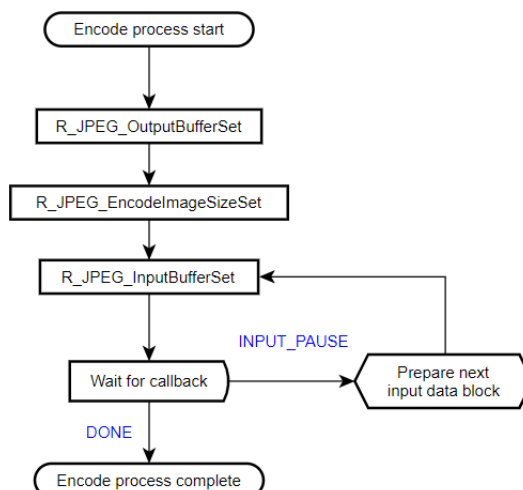 Encode process start
R_JPEG_OutputBufferSet
R_JPEG_EncodeImageSizeSet
R_JPEG_InputBufferSet
INPUT_PAUSE
Wait for callback
Prepare next
input data block
DONE
Encode process complete